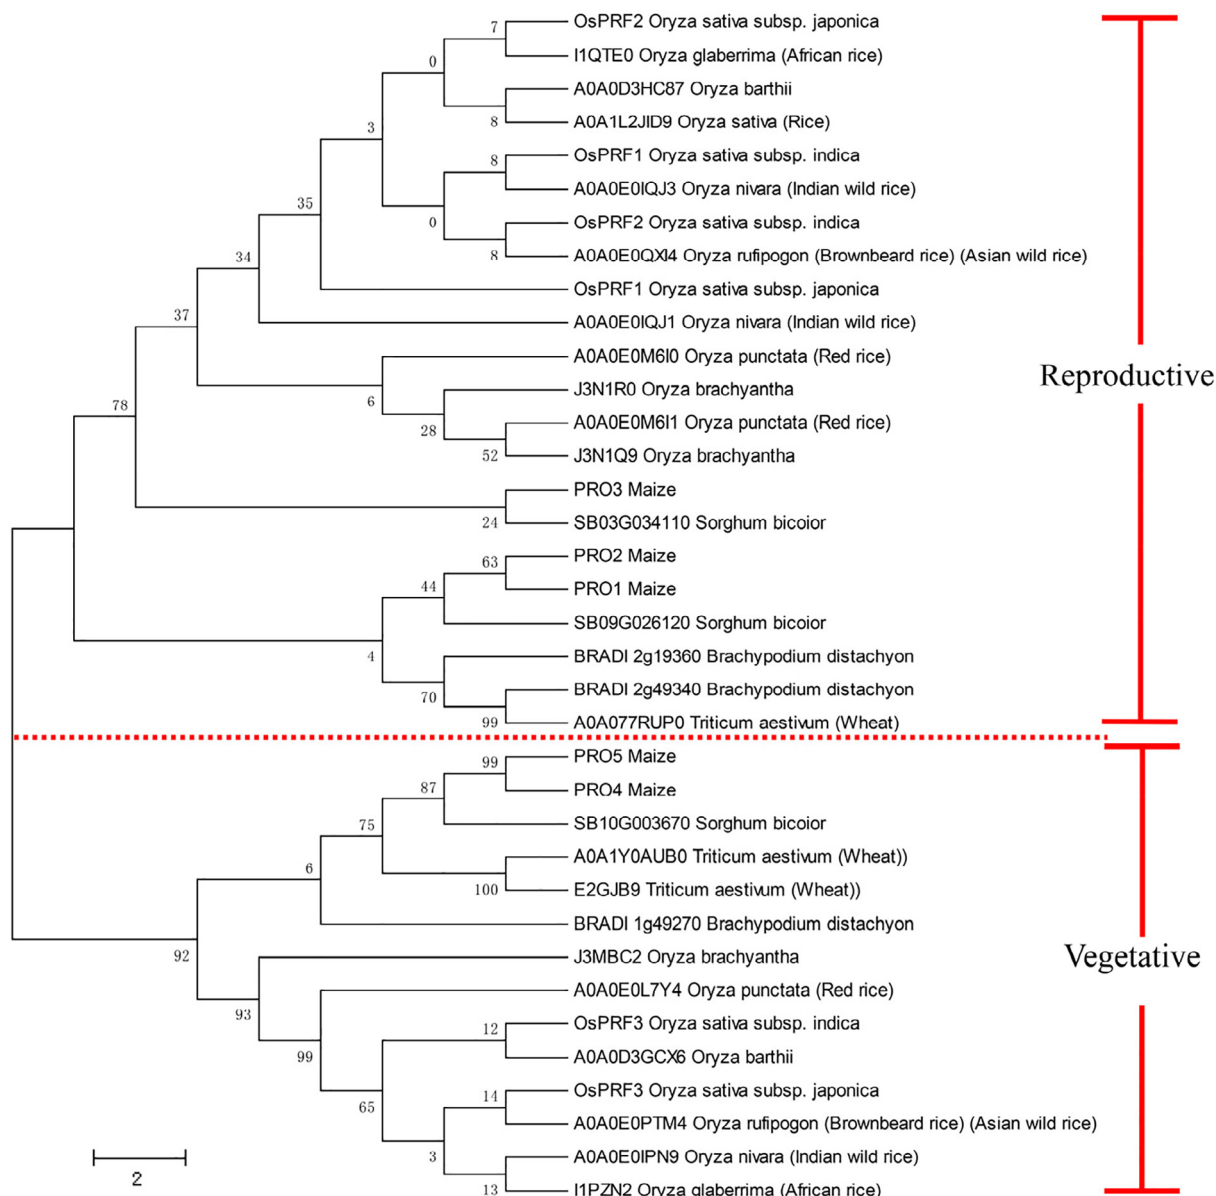 OsPRF2 Oryza sativa subsp. japonica
7
I1QTE0 Oryza glaberrima (African rice)
0
A0A0D3HC87 Oryza barthii
8
A0A1L2JID9 Oryza sativa (Rice)
3
OsPRF1 Oryza sativa subsp. indica
8
A0A0E0IQJ3 Oryza nivara (Indian wild rice)
35
0
OsPRF2 Oryza sativa subsp. indica
8
A0A0E0QXI4 Oryza rufipogon (Brownbeard rice) (Asian wild rice)
34
OsPRF1 Oryza sativa subsp. japonica
37
A0A0E0IQJ1 Oryza nivara (Indian wild rice)
A0A0E0M6I0 Oryza punctata (Red rice)
Reproductive
6
J3N1R0 Oryza brachyantha
78
28
A0A0E0M6I1 Oryza punctata (Red rice)
52
J3N1Q9 Oryza brachyantha
PRO3 Maize
24
SB03G034110 Sorghum bicoior
63
PRO2 Maize
44
PRO1 Maize
SB09G026120 Sorghum bicoior
4
BRADI 2g19360 Brachypodium distachyon
70
BRADI 2g49340 Brachypodium distachyon
99
A0A077RUP0 Triticum aestivum (Wheat)
99
PRO5 Maize
87
PRO4 Maize
75
SB10G003670 Sorghum bicoior
6
A0A1Y0AUB0 Triticum aestivum (Wheat))
100
E2GJB9 Triticum aestivum (Wheat))
BRADI 1g49270 Brachypodium distachyon
92
J3MBC2 Oryza brachyantha
Vegetative
93
A0A0E0L7Y4 Oryza punctata (Red rice)
12
OsPRF3 Oryza sativa subsp. indica
99
A0A0D3GCX6 Oryza barthii
14
OsPRF3 Oryza sativa subsp. japonica
65
A0A0E0PTM4 Oryza rufipogon (Brownbeard rice) (Asian wild rice)
3
A0A0E0IPN9 Oryza nivara (Indian wild rice)
13
I1PZN2 Oryza glaberrima (African rice)
2